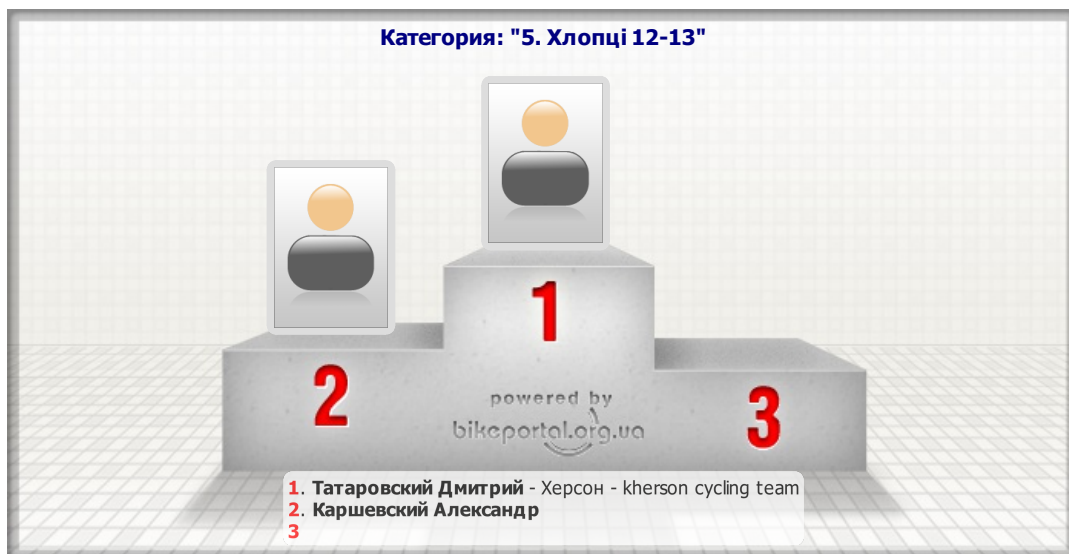 Категория: "5. Хлопці 12-13"
1
2
3
powered by
bikeportal.org.ua
1. Татаровский Дмитрий - Херсон - kherson cycling team
2. Каршевский Александр
3